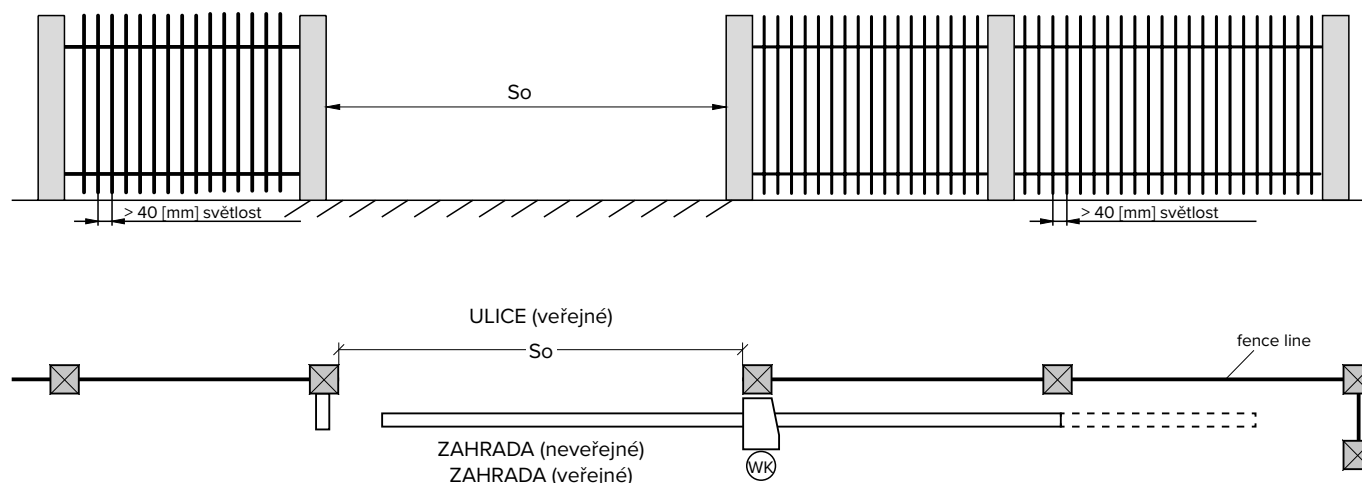 So
> 40 [mm] světlost
> 40 [mm] světlost
ULICE (veřejné)
So
fence line
ZAHRADA (neveřejné)
ZAHRADA (veřejné)
WK